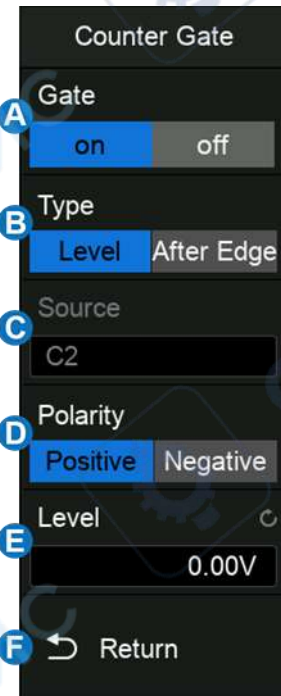 Counter Gate
Gate
A
on off
Type
B
Level After Edge
Source
C
C2
Polarity
D
Positive Negative
Level
E
0.00V
F Return